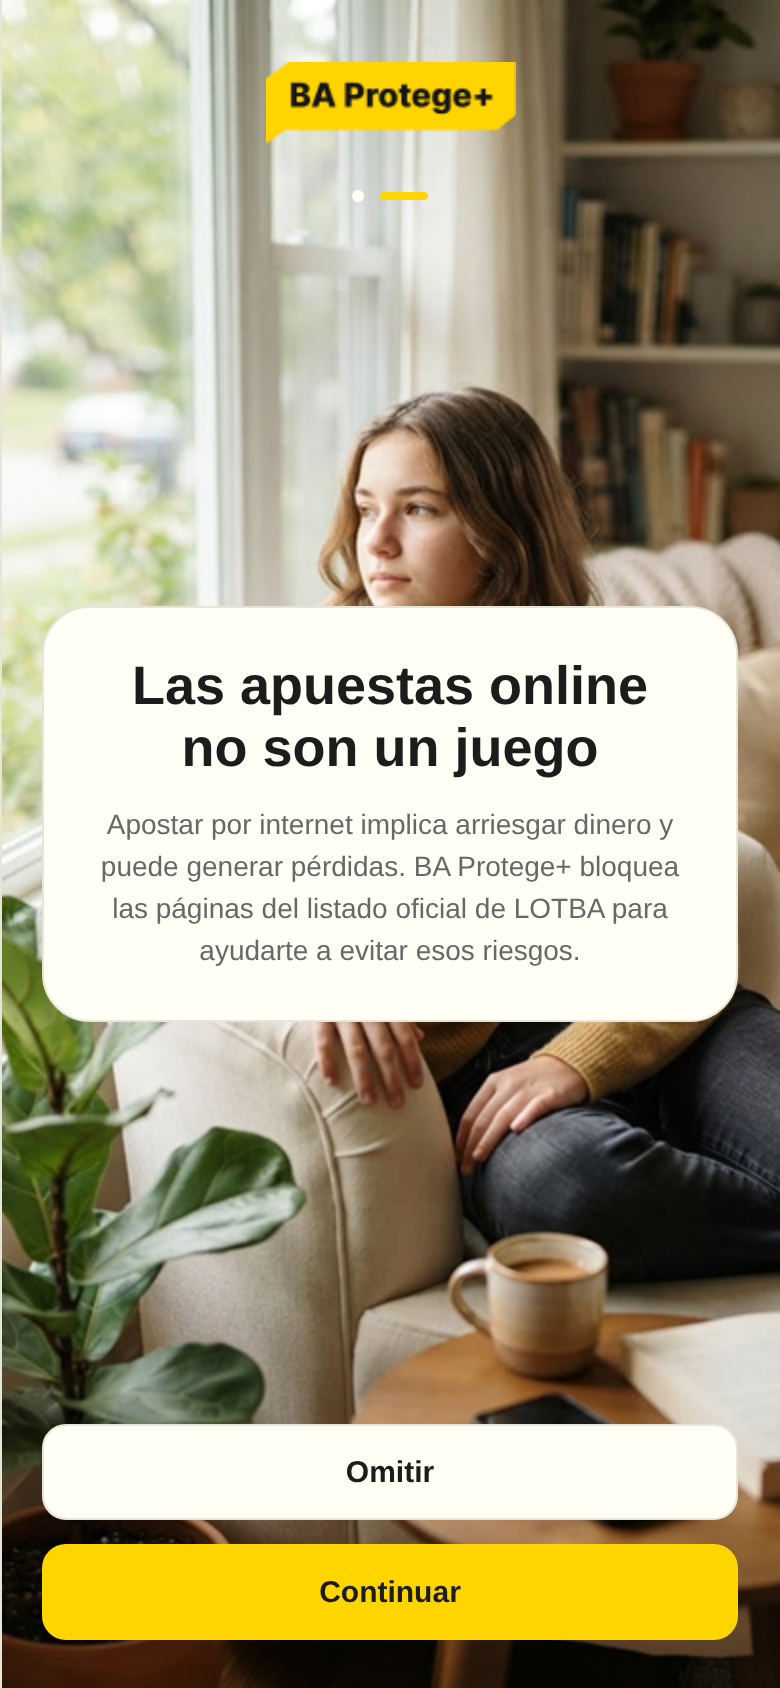 BA Protege+
Las apuestas online
no son un juego
Apostar por internet implica arriesgar dinero y
puede generar pérdidas. BA Protege+ bloquea
las páginas del listado oficial de LOTBA para
ayudarte a evitar esos riesgos.
Omitir
Continuar